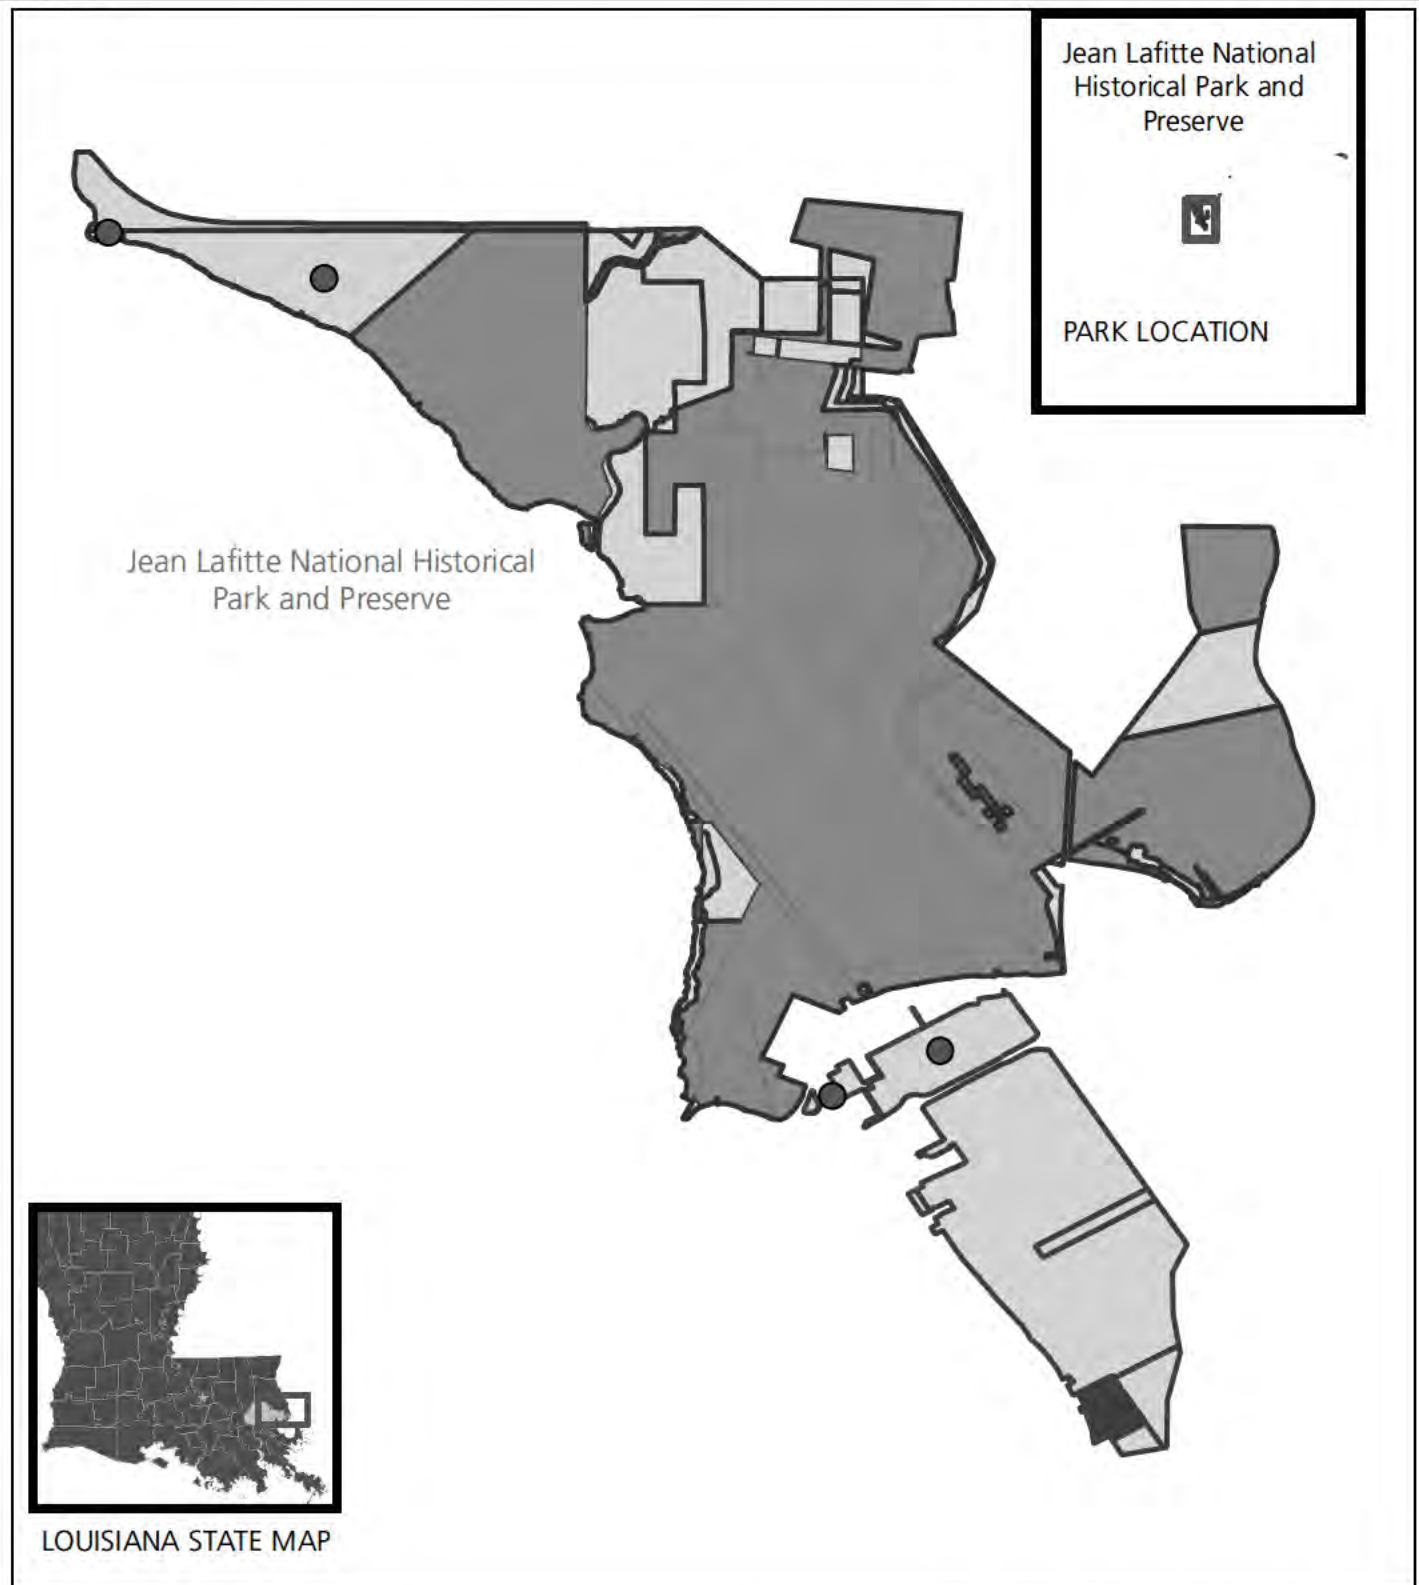 Jean Lafitte National
Historical Park and
Preserve
PARK LOCATION
Jean Lafitte National Historical
Park and Preserve
LOUISIANA STATE MAP